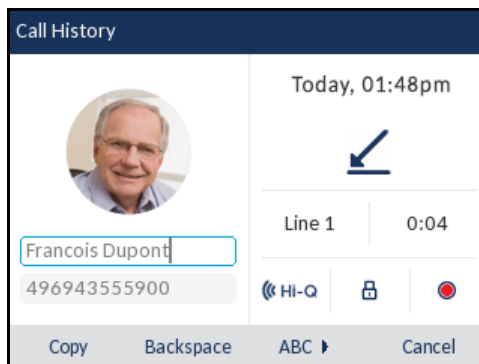 Call History
Today, 01:48pm
Line 1 0:04
Francois Dupont
496943555900
Hi-Q
Copy Backspace ABC Cancel